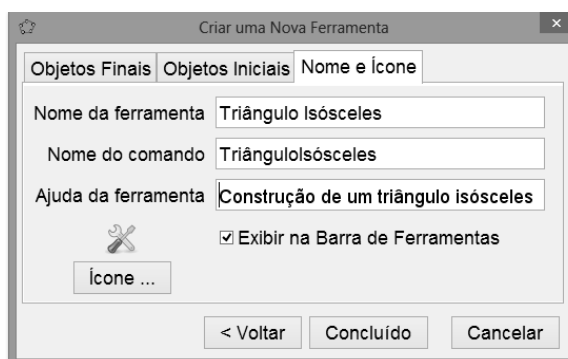 Criar uma Nova Ferramenta
Objetos Finais Objetos Iniciais Nome e Ícone
Nome da ferramenta Triângulo Isósceles
Nome do comando TriânguloIsósceles
Ajuda da ferramenta Construção de um triângulo isósceles
Exibir na Barra de Ferramentas
Ícone ...
< Voltar Concluído Cancelar